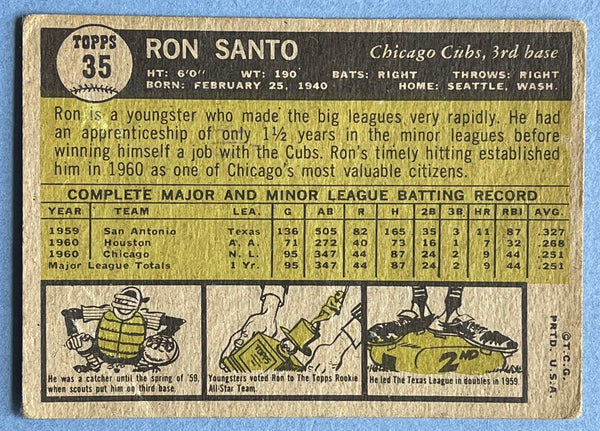 TOPPS
35
RON SANTO
Chicago Cubs, 3rd base
HT: 6'0" WT: 190 BATS: RIGHT THROWS: RIGHT
BORN: FEBRUARY 25, 1940 HOME: SEATTLE, WASH.
Ron is a youngster who made the big leagues very rapidly. He had
an apprenticeship of only 1½ years in the minor leagues before
winning himself a job with the Cubs. Ron's timely hitting established
him in 1960 as one of Chicago's most valuable citizens.
COMPLETE MAJOR AND MINOR LEAGUE BATTING RECORD
YEAR TEAM LEA. G AB R H 2B 3B HR RBI AVG.
1959 San Antonio Texas 136 505 82 165 35 3 11 87 .327
1960 Houston A. A. 71 272 40 73 16 1 7 32 .268
1960 Chicago N. L. 95 347 44 87 24 2 9 44 .251
Major League Totals 1 Yr. 95 347 44 87 24 2 9 44 .251
He was a catcher until the spring of '59,
when scouts put him on third base.
Youngsters voted Ron to The Topps Rookie
All-Star Team.
2ND
He led The Texas League in doubles in 1959.
©T.C.G.
PRTD. U.S.A.